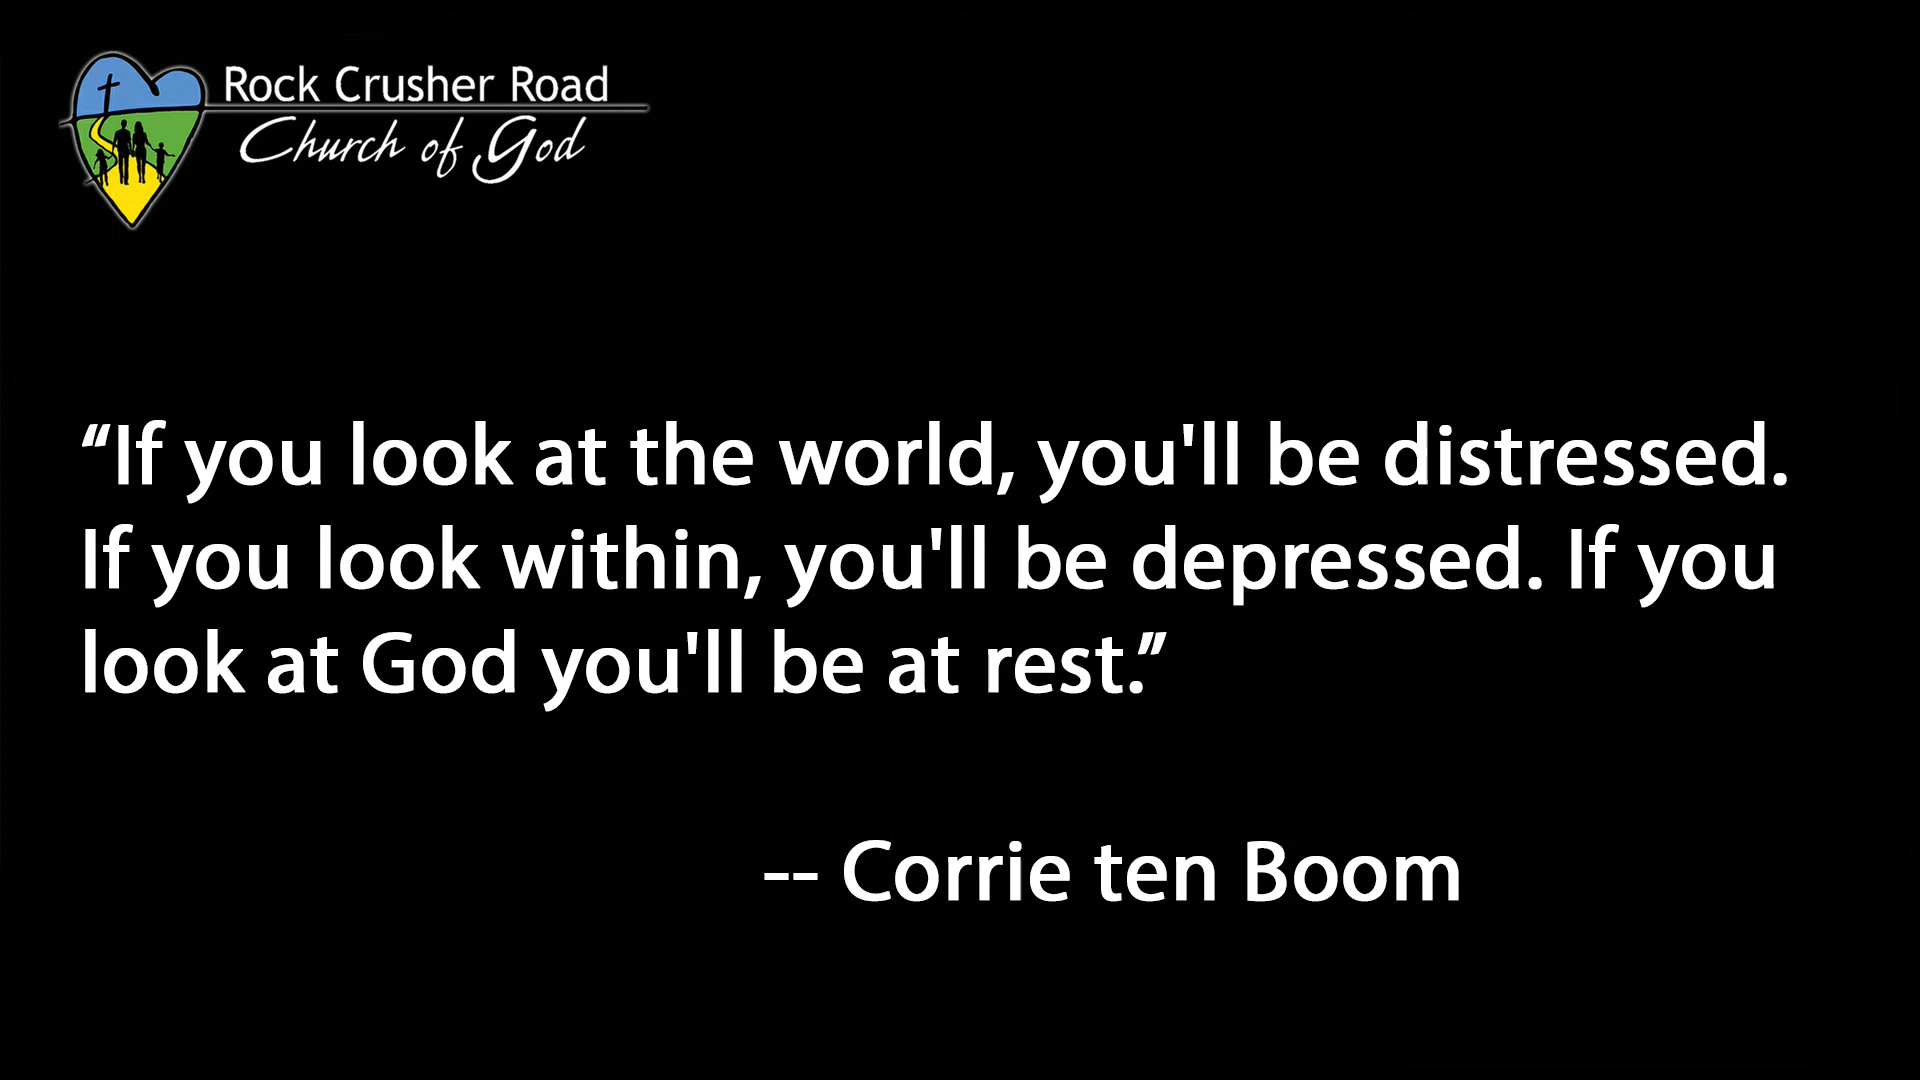 Rock Crusher Road
Church of God
“If you look at the world, you'll be distressed.
If you look within, you'll be depressed. If you
look at God you'll be at rest.”
-- Corrie ten Boom